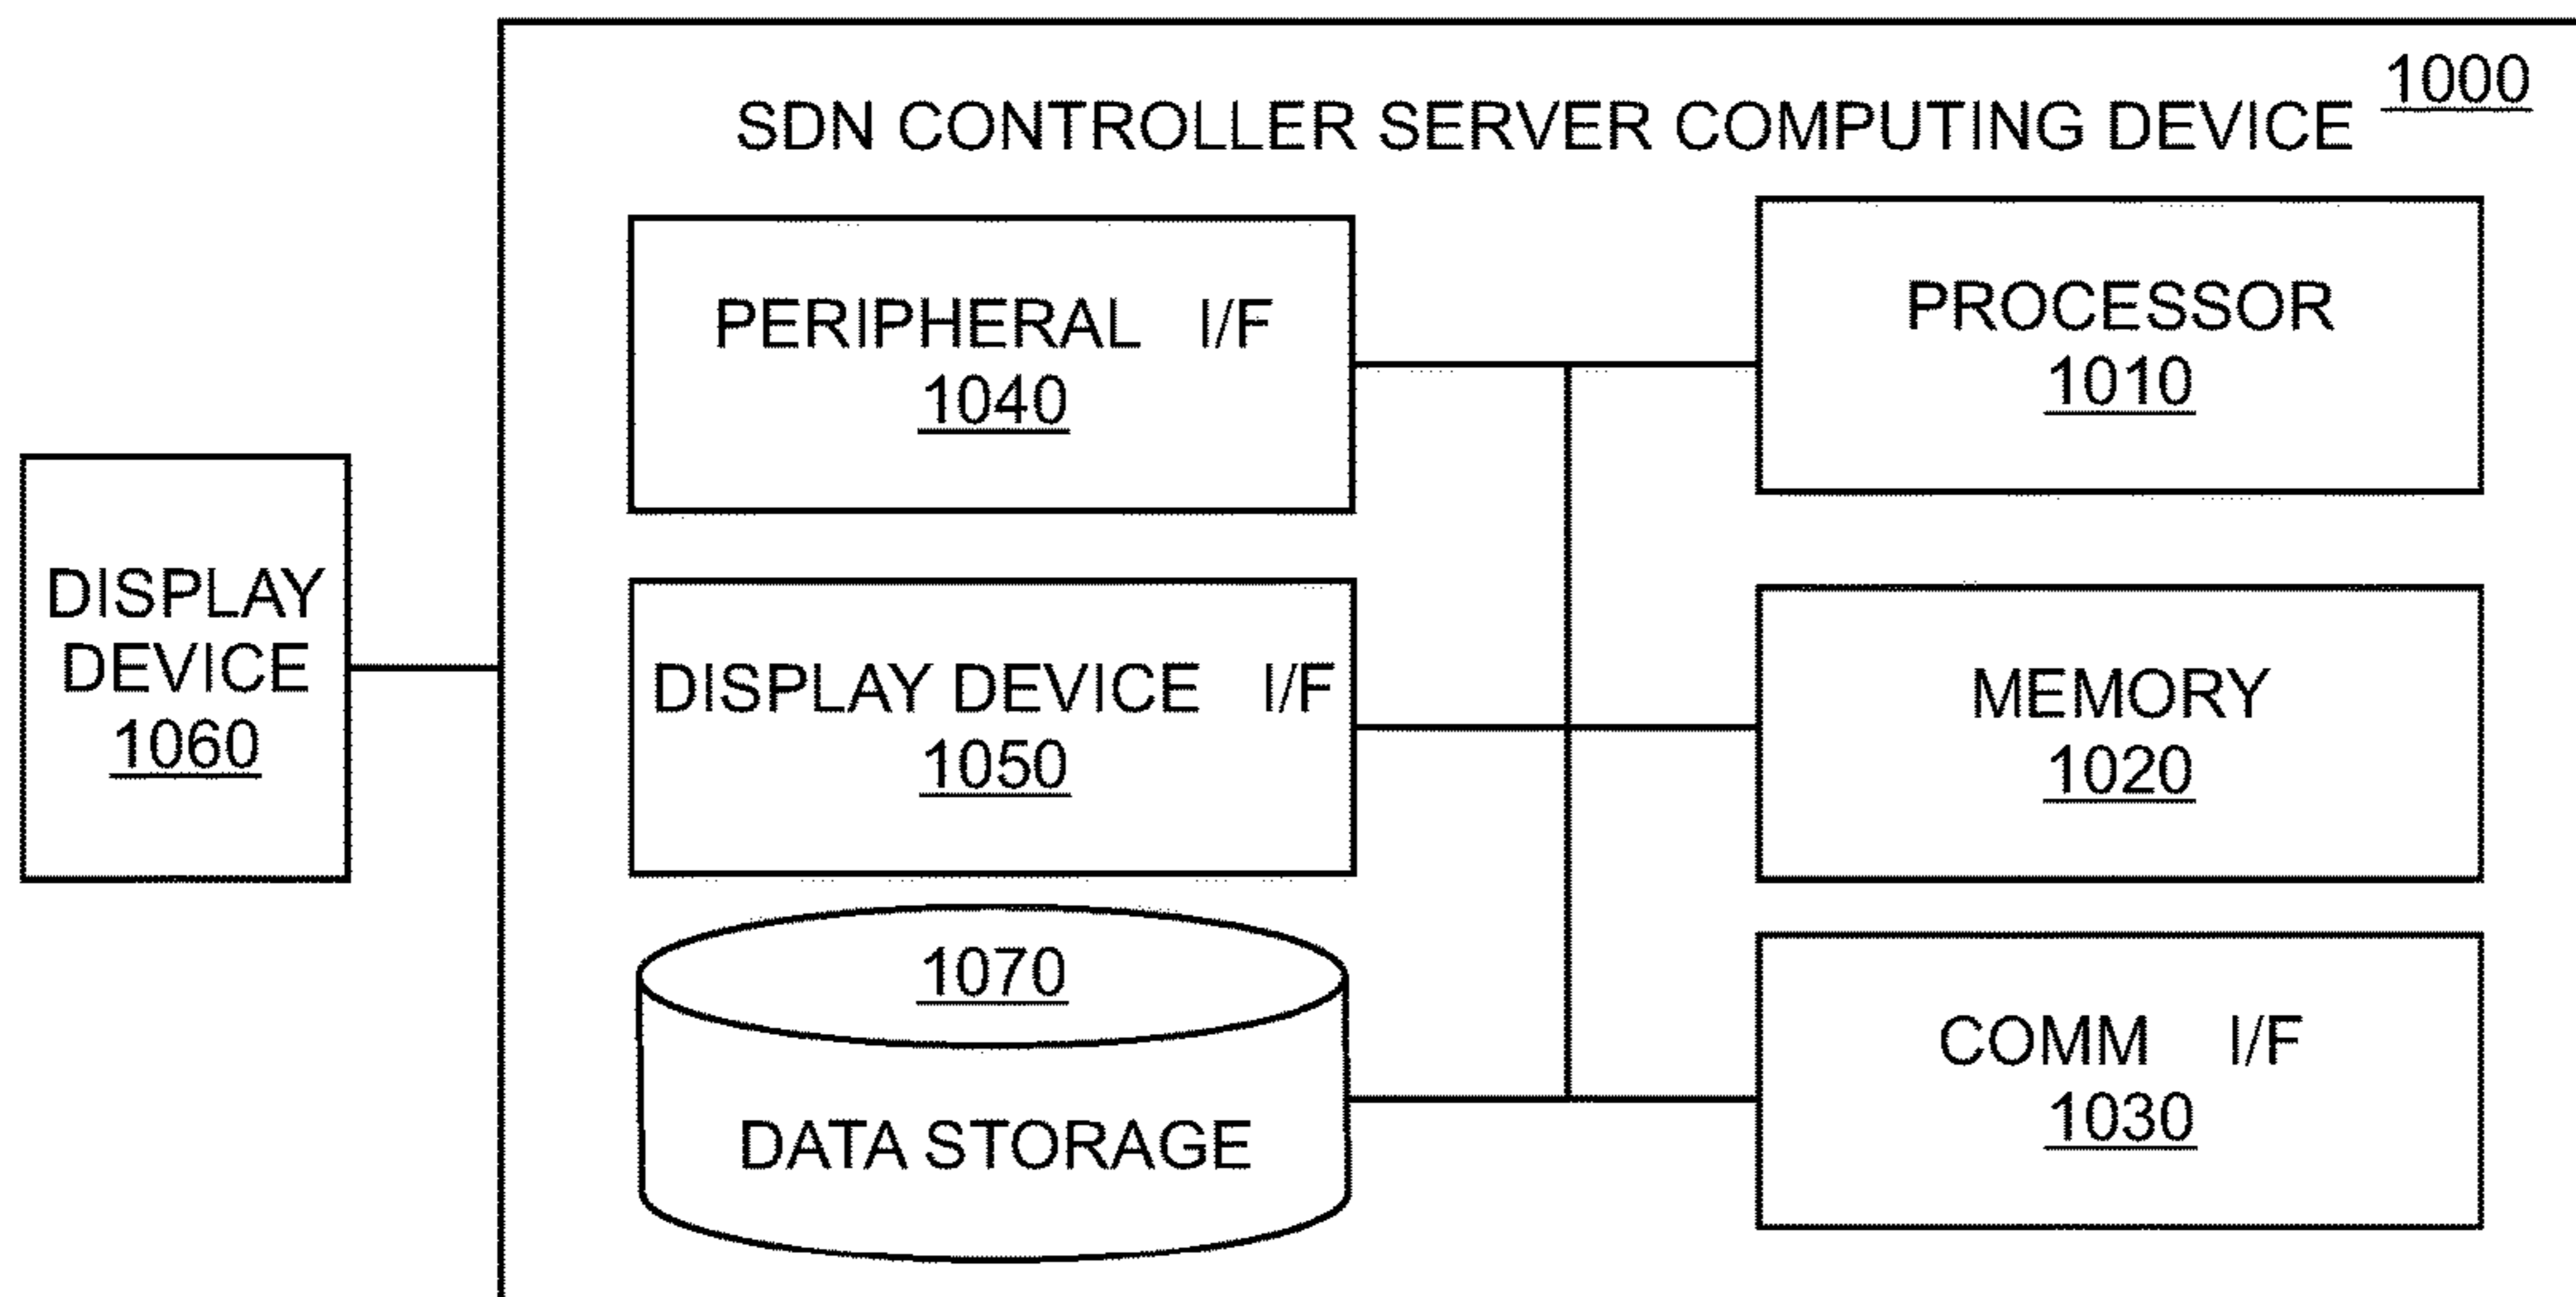 1000
SDN CONTROLLER SERVER COMPUTING DEVICE
PERIPHERAL I/F
1040
PROCESSOR
1010
DISPLAY
DEVICE
1060
DISPLAY DEVICE I/F
1050
MEMORY
1020
1070
DATA STORAGE
COMM I/F
1030